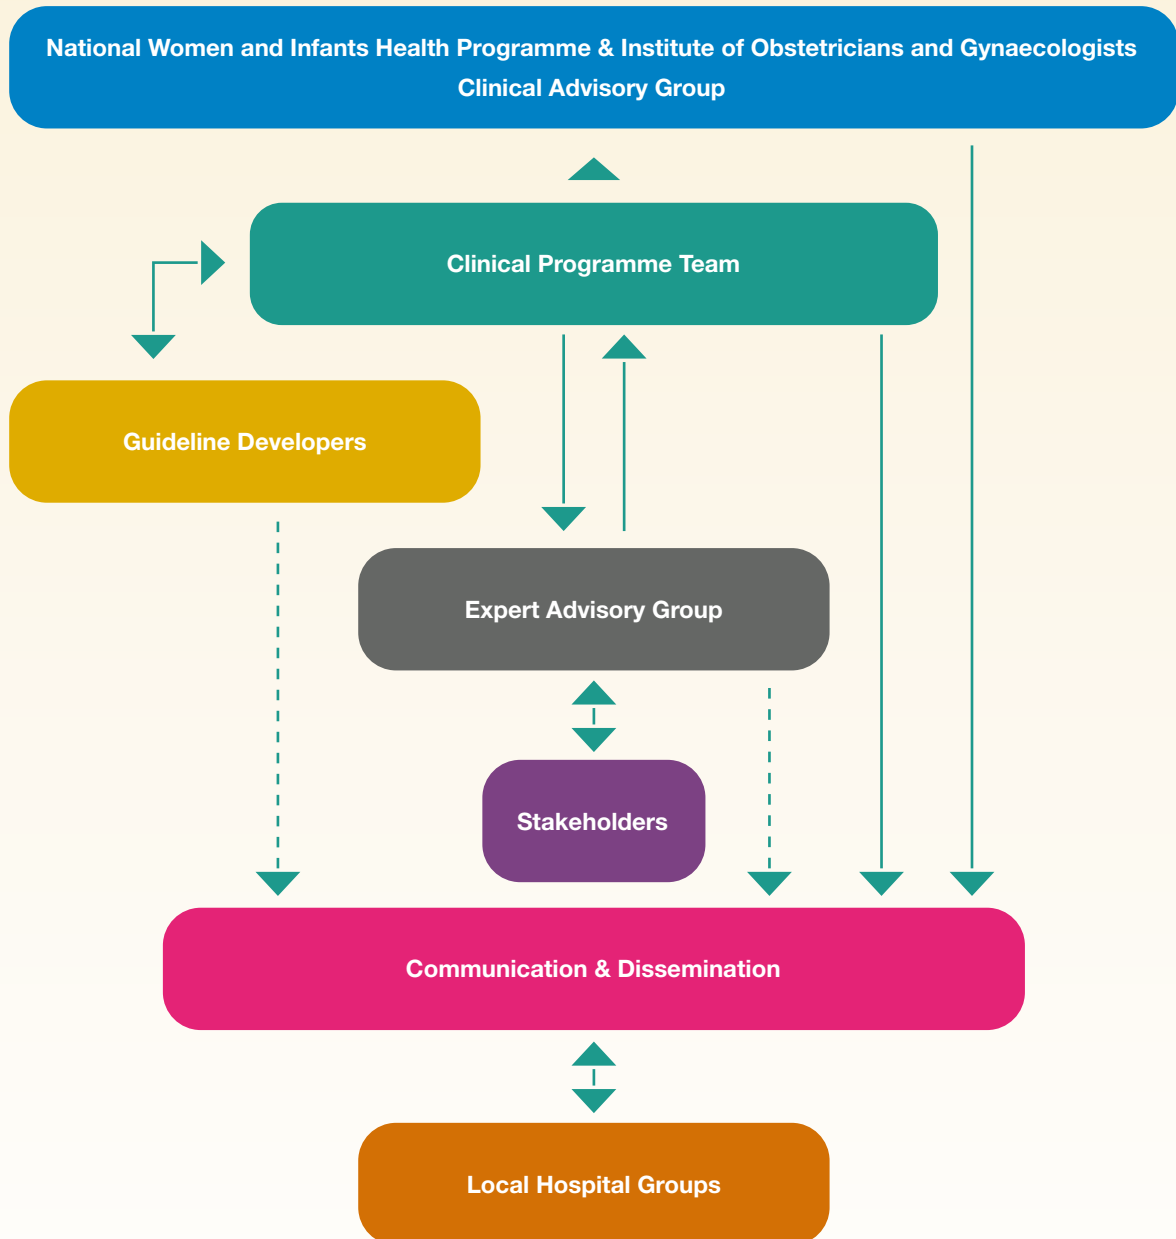 National Women and Infants Health Programme & Institute of Obstetricians and Gynaecologists
Clinical Advisory Group
Clinical Programme Team
Guideline Developers
Expert Advisory Group
Stakeholders
Communication & Dissemination
Local Hospital Groups